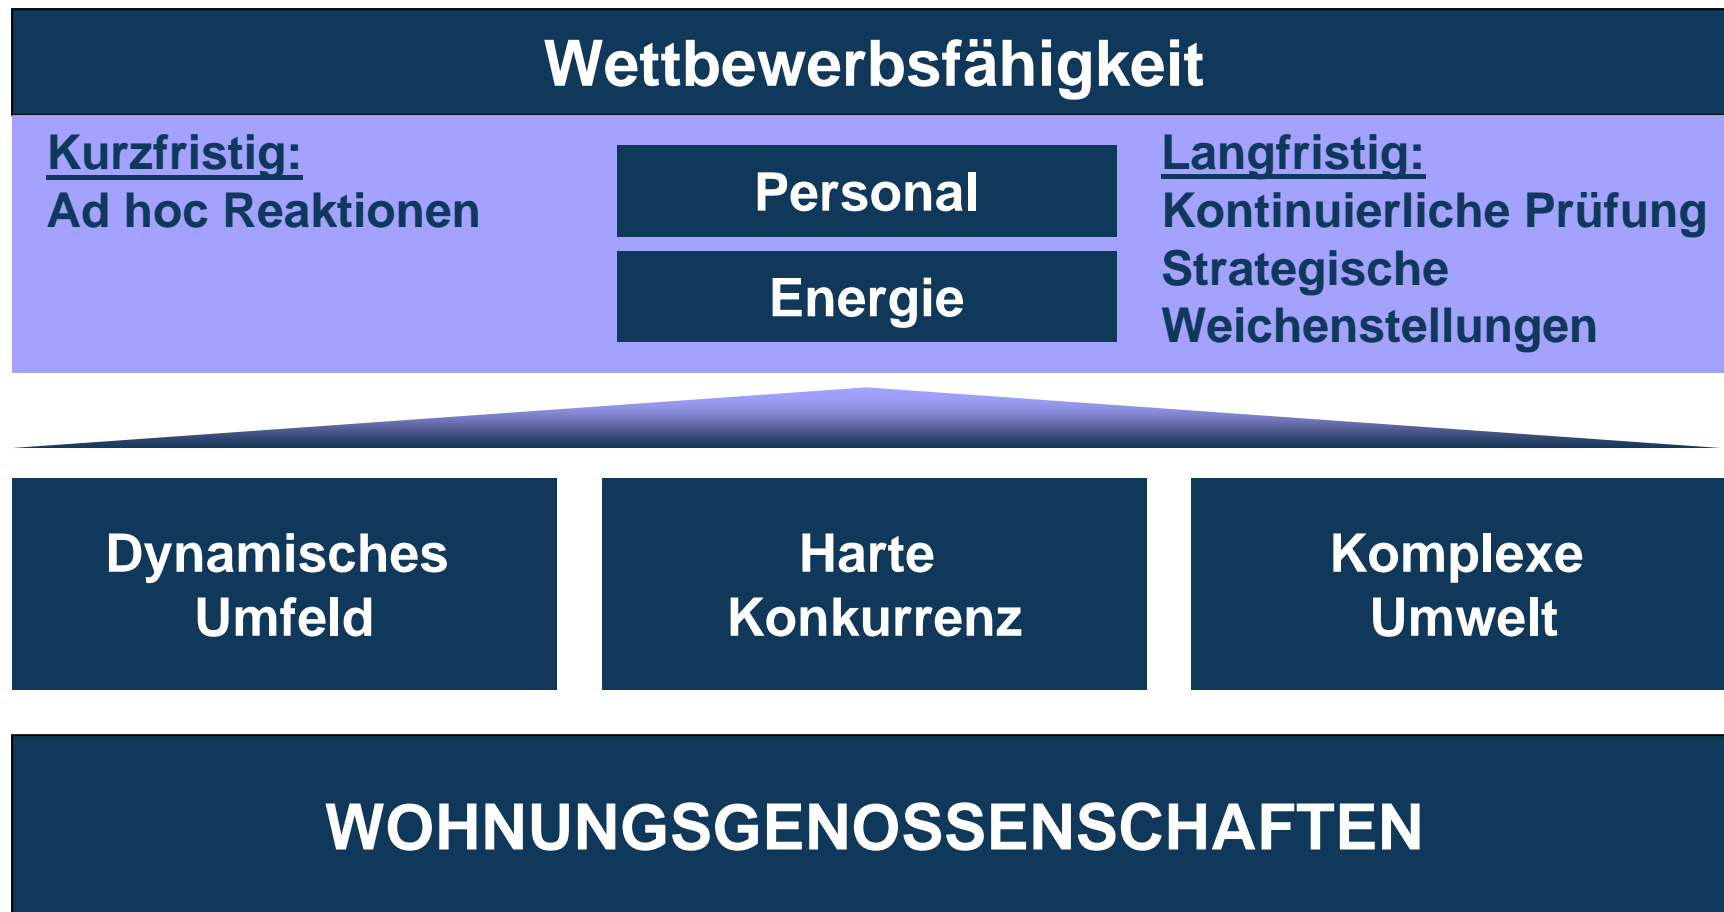 Wettbewerbsfähigkeit
Kurzfristig:
Ad hoc Reaktionen
Personal
Energie
Langfristig:
Kontinuierliche Prüfung
Strategische
Weichenstellungen
Dynamisches
Umfeld
Harte
Konkurrenz
Komplexe
Umwelt
WOHNUNGSGENOSSENSCHAFTEN